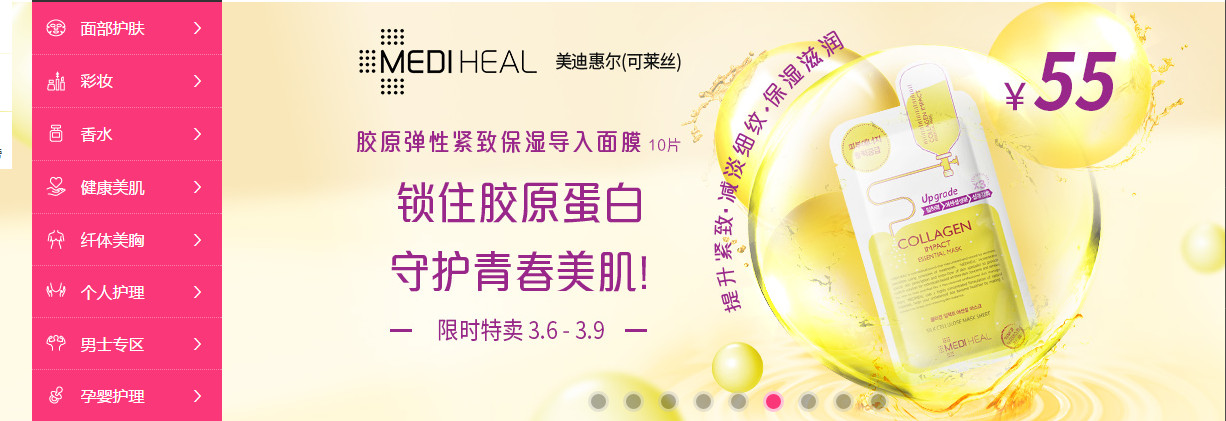 面部护肤
彩妆
香水
健康美肌
纤体美胸
个人护理
男士专区
孕婴护理
MEDIHEAL 美迪惠尔(可莱丝)
胶原弹性紧致保湿导入面膜 10片
锁住胶原蛋白
守护青春美肌!
限时特卖 3.6 - 3.9
提升紧致·减淡细纹·保湿滋润
¥ 55
Upgrade
COLLAGEN
IMPACT
ESSENTIAL MASK
MEDIHEAL